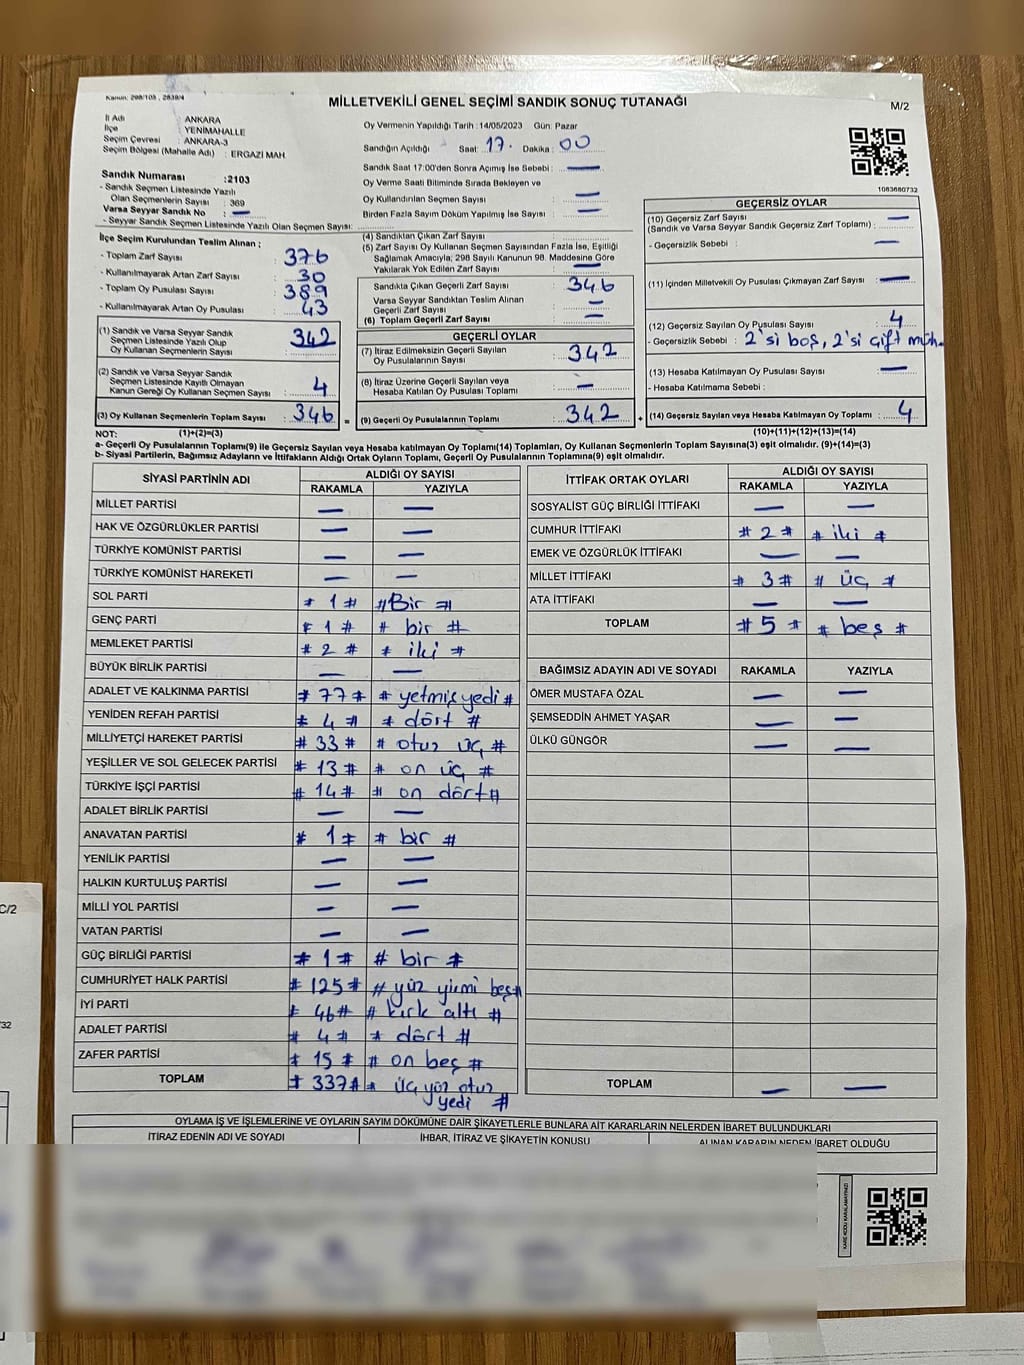 Kanun: 298/105, 2839/4
MİLLETVEKİLİ GENEL SEÇİMİ SANDIK SONUÇ TUTANAĞI
M/2
İl Adı ANKARA
İlçe YENİMAHALLE
Seçim Çevresi : ANKARA-3
Seçim Bölgesi (Mahalle Adı) : ERGAZİ MAH
Oy Vermenin Yapıldığı Tarih : 14/05/2023 Gün: Pazar
Sandığın Açıldığı Saat: 17. Dakika : 00
Sandık Saat 17:00'den Sonra Açımış İse Sebebi : —
Oy Verme Saati Bitiminde Sırada Bekleyen ve
Oy Kullandırılan Seçmen Sayısı : —
Birden Fazla Sayım Döküm Yapılmış İse Sayısı : —
1083680732
Sandık Numarası :2103
- Sandık Seçmen Listesinde Yazılı
Olan Seçmenlerin Sayısı : 369
Varsa Seyyar Sandık No : —
- Seyyar Sandık Seçmen Listesinde Yazılı Olan Seçmen Sayısı:
İlçe Seçim Kurulundan Teslim Alınan ;
- Toplam Zarf Sayısı : 376
- Kullanılmayarak Artan Zarf Sayısı : 30
- Toplam Oy Pusulası Sayısı : 389
- Kullanılmayarak Artan Oy Pusulası : 43
(1) Sandık ve Varsa Seyyar Sandık
Seçmen Listesinde Yazılı Olup
Oy Kullanan Seçmenlerin Sayısı : 342
(2) Sandık ve Varsa Seyyar Sandık
Seçmen Listesinde Kayıtlı Olmayan
Kanun Gereği Oy Kullanan Seçmen Sayısı : 4
(3) Oy Kullanan Seçmenlerin Toplam Sayısı : 346 =
(4) Sandıktan Çıkan Zarf Sayısı :
(5) Zarf Sayısı Oy Kullanan Seçmen Sayısından Fazla İse, Eşitliği
Sağlamak Amacıyla, 298 Sayılı Kanunun 98. Maddesine Göre
Yakılarak Yok Edilen Zarf Sayısı : —
Sandıkta Çıkan Geçerli Zarf Sayısı : 346
Varsa Seyyar Sandıktan Teslim Alınan
Geçerli Zarf Sayısı : —
(6) Toplam Geçerli Zarf Sayısı : —
GEÇERLİ OYLAR
(7) İtiraz Edilmeksizin Geçerli Sayılan
Oy Pusulalarının Sayısı : 342
(8) İtiraz Üzerine Geçerli Sayılan veya
Hesaba Katılan Oy Pusulası Toplamı : —
(9) Geçerli Oy Pusulalarının Toplamı : 342 +
GEÇERSİZ OYLAR
(10) Geçersiz Zarf Sayısı : —
(Sandık ve Varsa Seyyar Sandık Geçersiz Zarf Toplamı) :
- Geçersizlik Sebebi : —
(11) İçinden Milletvekili Oy Pusulası Çıkmayan Zarf Sayısı : —
(12) Geçersiz Sayılan Oy Pusulası Sayısı : 4
- Geçersizlik Sebebi : 2'si boş, 2'si çift müh.
(13) Hesaba Katılmayan Oy Pusulası Sayısı : —
- Hesaba Katılmama Sebebi :
(14) Geçersiz Sayılan veya Hesaba Katılmayan Oy Toplamı : 4
NOT: (1)+(2)=(3) (10)+(11)+(12)+(13)=(14)
a- Geçerli Oy Pusulalarının Toplamı(9) ile Geçersiz Sayılan veya Hesaba katılmayan Oy Toplamı(14) Toplamları, Oy Kullanan Seçmenlerin Toplam Sayısına(3) eşit olmalıdır. (9)+(14)=(3)
b- Siyasi Partilerin, Bağımsız Adayların ve İttifakların Aldığı Ortak Oyların Toplamı, Geçerli Oy Pusulalarının Toplamına(9) eşit olmalıdır.
SİYASİ PARTİNİN ADI ALDIĞI OY SAYISI
RAKAMLA YAZIYLA
MİLLET PARTİSİ — —
HAK VE ÖZGÜRLÜKLER PARTİSİ — —
TÜRKİYE KOMÜNİST PARTİSİ — —
TÜRKİYE KOMÜNİST HAREKETİ — —
SOL PARTİ # 1 # # Bir #
GENÇ PARTİ # 1 # # bir #
MEMLEKET PARTİSİ # 2 # # iki #
BÜYÜK BİRLİK PARTİSİ — —
ADALET VE KALKINMA PARTİSİ # 77 # # yetmiş yedi #
YENİDEN REFAH PARTİSİ # 4 # # dört #
MİLLİYETÇİ HAREKET PARTİSİ # 33 # # otuz üç #
YEŞİLLER VE SOL GELECEK PARTİSİ # 13 # # on üç #
TÜRKİYE İŞÇİ PARTİSİ # 14 # # on dört #
ADALET BİRLİK PARTİSİ — —
ANAVATAN PARTİSİ # 1 # # bir #
YENİLİK PARTİSİ — —
HALKIN KURTULUŞ PARTİSİ — —
MİLLİ YOL PARTİSİ — —
VATAN PARTİSİ — —
GÜÇ BİRLİĞİ PARTİSİ # 1 # # bir #
CUMHURİYET HALK PARTİSİ # 125 # # yüz yirmi beş #
İYİ PARTİ # 46 # # kırk altı #
ADALET PARTİSİ # 4 # # dört #
ZAFER PARTİSİ # 15 # # on beş #
TOPLAM # 337 # # üç yüz otuz
yedi #
İTTİFAK ORTAK OYLARI ALDIĞI OY SAYISI
RAKAMLA YAZIYLA
SOSYALİST GÜÇ BİRLİĞİ İTTİFAKI — —
CUMHUR İTTİFAKI # 2 # # iki #
EMEK VE ÖZGÜRLÜK İTTİFAKI — —
MİLLET İTTİFAKI # 3 # # üç #
ATA İTTİFAKI — —
TOPLAM # 5 # # beş #
BAĞIMSIZ ADAYIN ADI VE SOYADI RAKAMLA YAZIYLA
ÖMER MUSTAFA ÖZAL — —
ŞEMSEDDİN AHMET YAŞAR — —
ÜLKÜ GÜNGÖR — —
TOPLAM — —
OYLAMA İŞ VE İŞLEMLERİNE VE OYLARIN SAYIM DÖKÜMÜNE DAİR ŞİKAYETLERLE BUNLARA AİT KARARLARIN NELERDEN İBARET BULUNDUKLARI
İTİRAZ EDENİN ADI VE SOYADI İHBAR, İTİRAZ VE ŞİKAYETİN KONUSU ALINAN KARARIN NEDEN İBARET OLDUĞU
KARE KODU KARALAMAYINIZ!
C/2